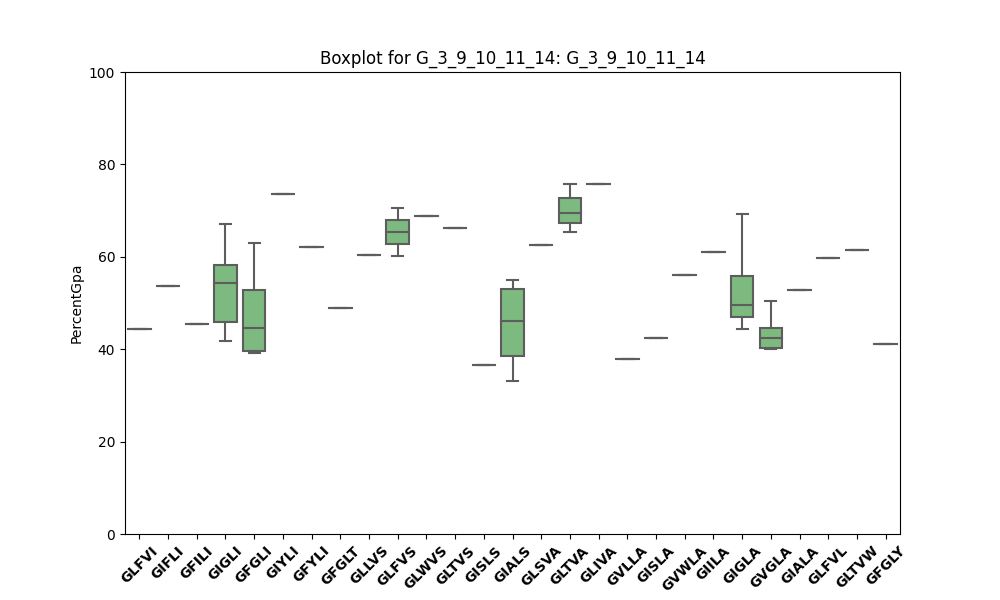 Boxplot for G_3_9_10_11_14: G_3_9_10_11_14
PercentGpa
100
80
60
40
20
0
GLFVI
GIFLI
GFILI
GIGLI
GFGLI
GIYLI
GFYLI
GFGLT
GLLVS
GLFVS
GLWVS
GLTVS
GISLS
GIALS
GLSVA
GLTVA
GLIVA
GVLLA
GISLA
GVWLA
GIILA
GIGLA
GVGLA
GIALA
GLFVL
GLTVW
GFGLY